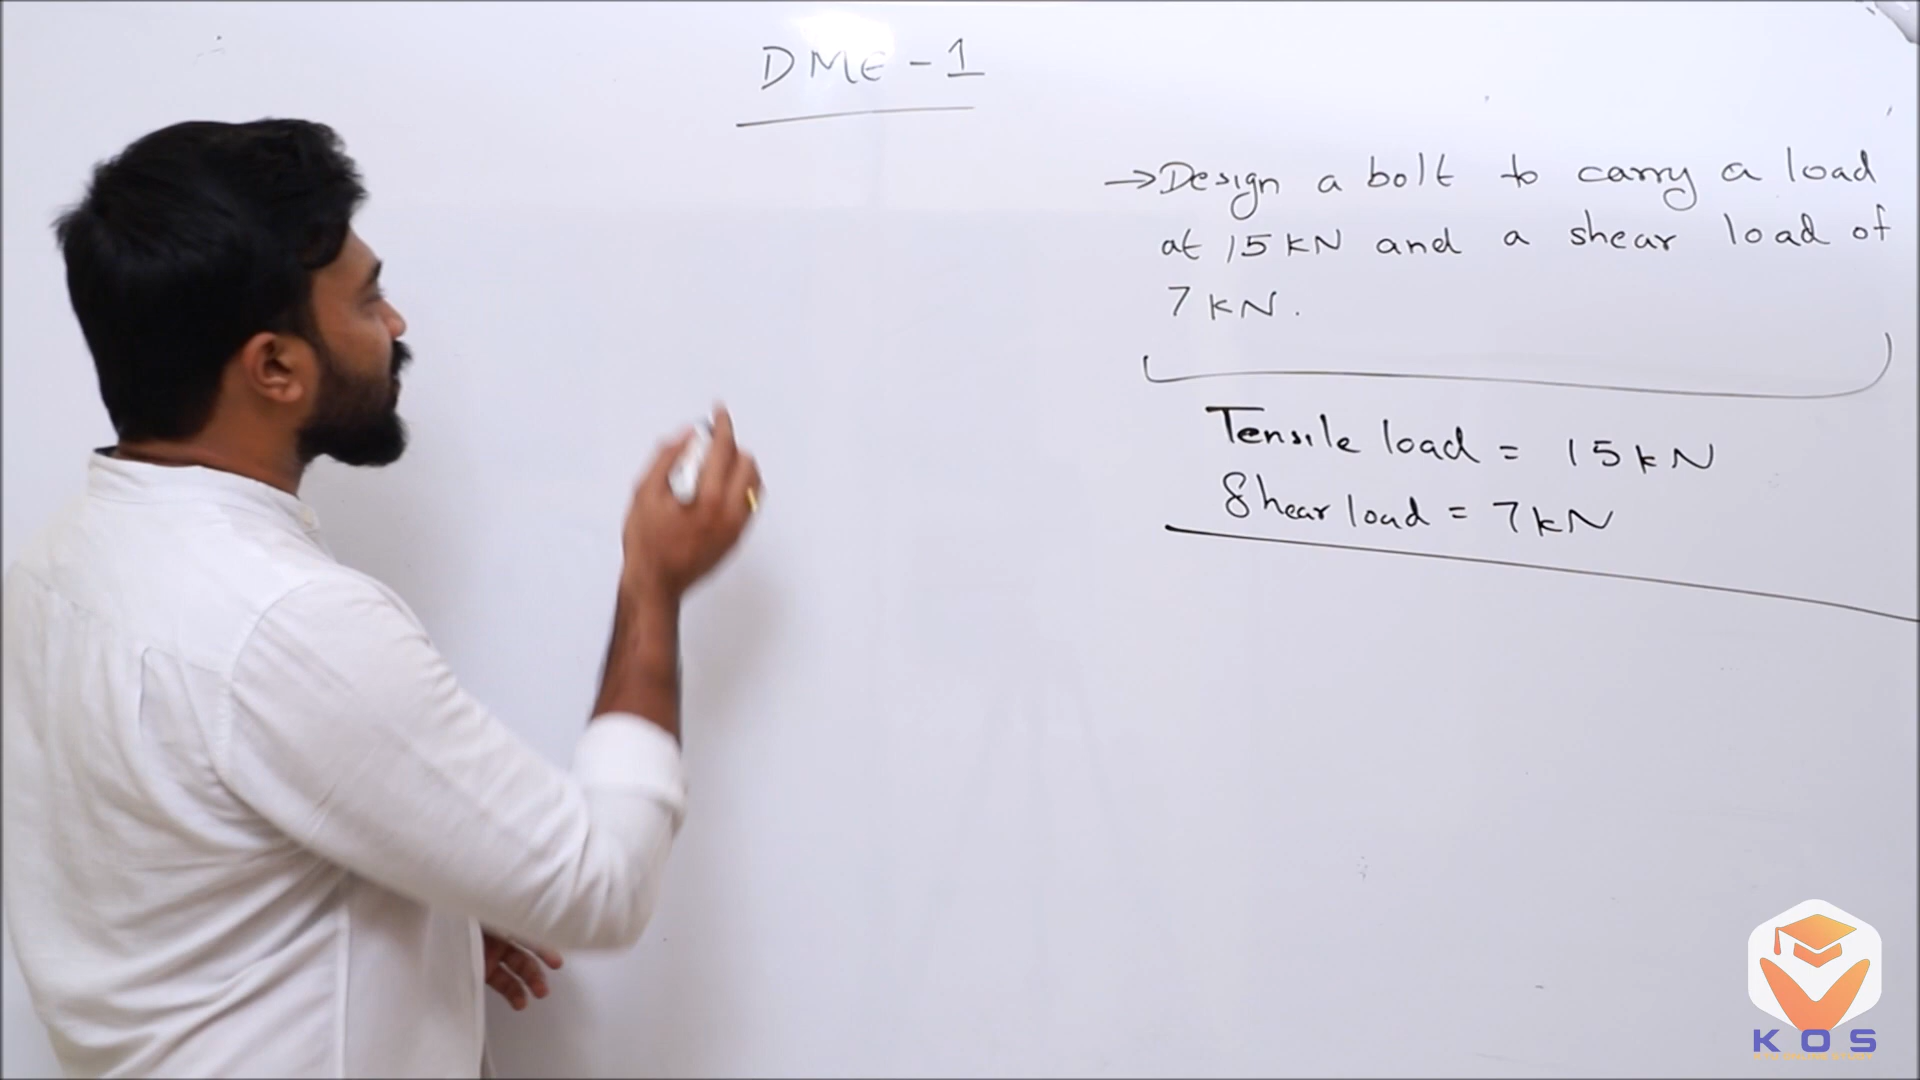 DME - 1
→ Design a bolt to carry a load
at 15 KN and a shear load of
7 KN.
Tensile load = 15 kN
Shear load = 7 kN
KOS